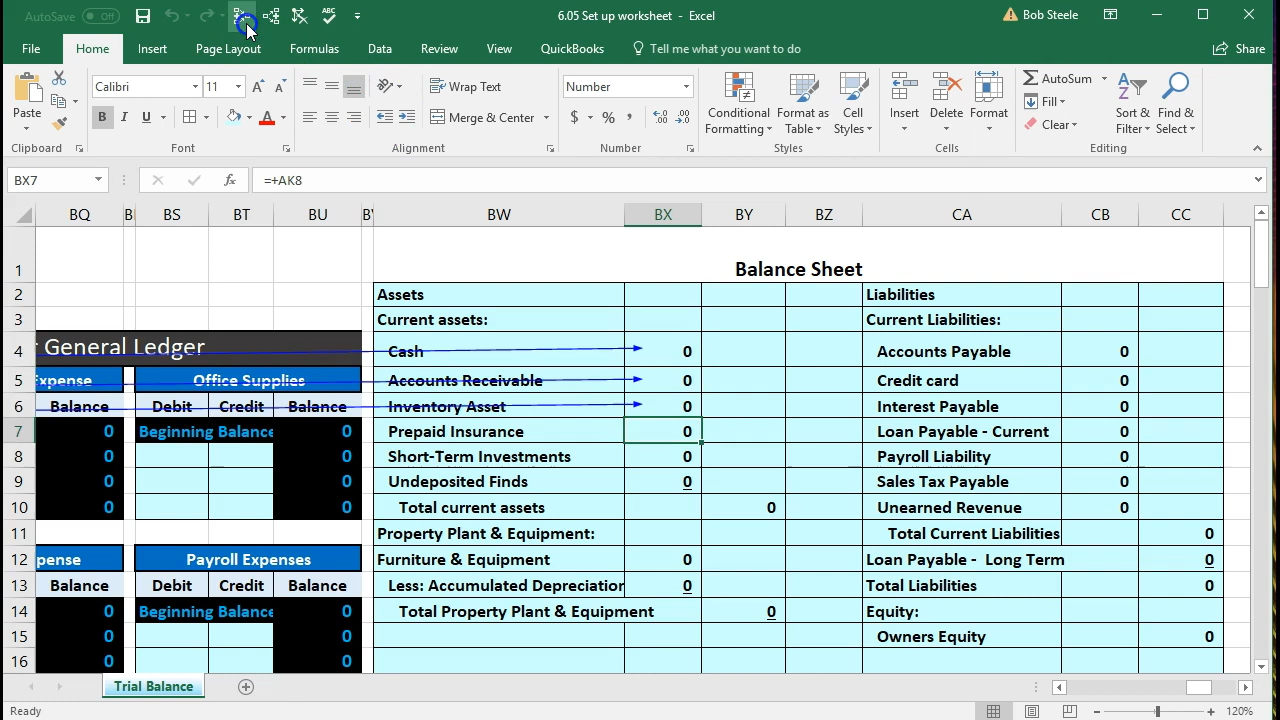 AutoSave Off ABC 6.05 Set up worksheet - Excel Bob Steele
File Home Insert Page Layout Formulas Data Review View QuickBooks Tell me what you want to do Share
Paste Calibri 11 A A Wrap Text Number Conditional Formatting Format as Table Cell Styles Insert Delete Format AutoSum Sort & Filter Find & Select
B I U A Merge & Center $ % Fill
Clear
Clipboard Font Alignment Number Styles Cells Editing
BX7 fx =+AK8
BQ BS BT BU BW BX BY BZ CA CB CC
1 Balance Sheet
2 Assets Liabilities
3 Current assets: Current Liabilities:
4 General Ledger Cash 0 Accounts Payable 0
5 Expense Office Supplies Accounts Receivable 0 Credit card 0
6 Balance Debit Credit Balance Inventory Asset 0 Interest Payable 0
7 0 Beginning Balance 0 Prepaid Insurance 0 Loan Payable - Current 0
8 0 0 Short-Term Investments 0 Payroll Liability 0
9 0 0 Undeposited Finds 0 Sales Tax Payable 0
10 0 0 Total current assets 0 Unearned Revenue 0
11 Property Plant & Equipment: Total Current Liabilities 0
12 pense Payroll Expenses Furniture & Equipment 0 Loan Payable - Long Term 0
13 Balance Debit Credit Balance Less: Accumulated Depreciation 0 Total Liabilities 0
14 0 Beginning Balance 0 Total Property Plant & Equipment 0 Equity:
15 0 0 Owners Equity 0
16 0 0
Trial Balance
Ready 120%